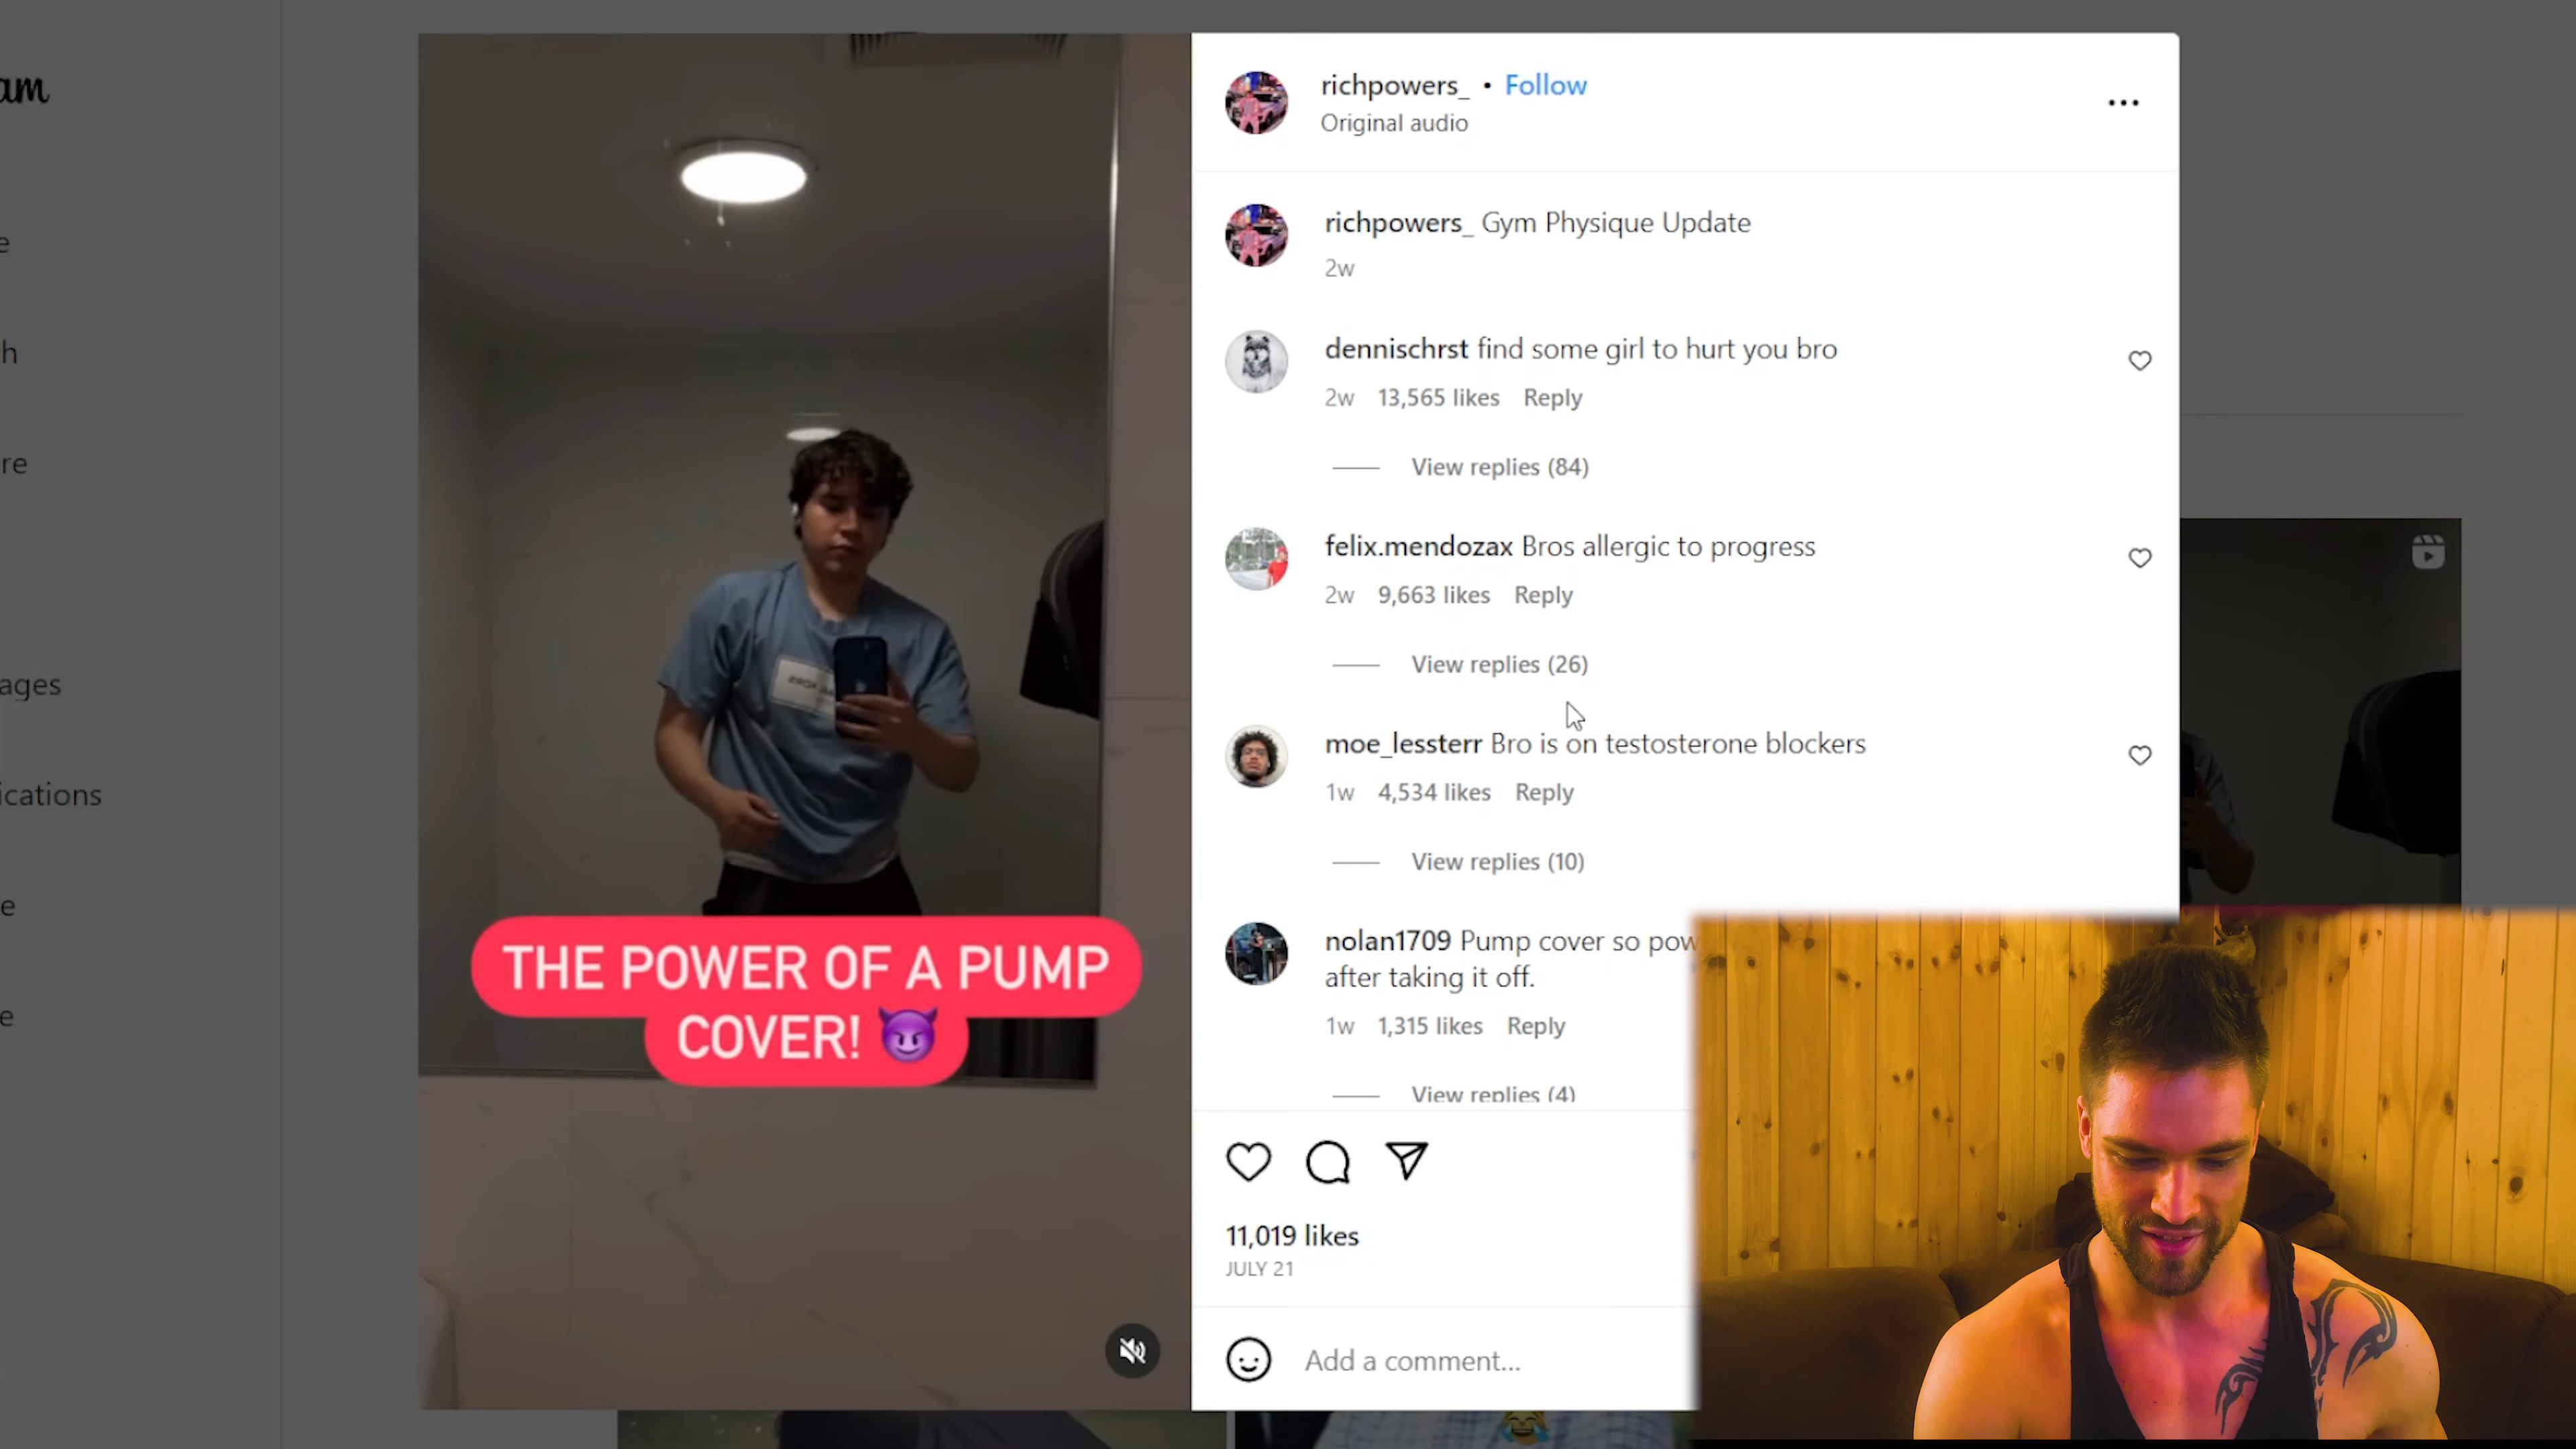 am
e
h
re
ages
ications
e
e
THE POWER OF A PUMP
COVER! 😈
richpowers_ • Follow
Original audio
richpowers_ Gym Physique Update
2w
dennischrst find some girl to hurt you bro
2w 13,565 likes Reply
View replies (84)
felix.mendozax Bros allergic to progress
2w 9,663 likes Reply
View replies (26)
moe_lessterr Bro is on testosterone blockers
1w 4,534 likes Reply
View replies (10)
nolan1709 Pump cover so pow
after taking it off.
1w 1,315 likes Reply
View replies (4)
11,019 likes
JULY 21
Add a comment...